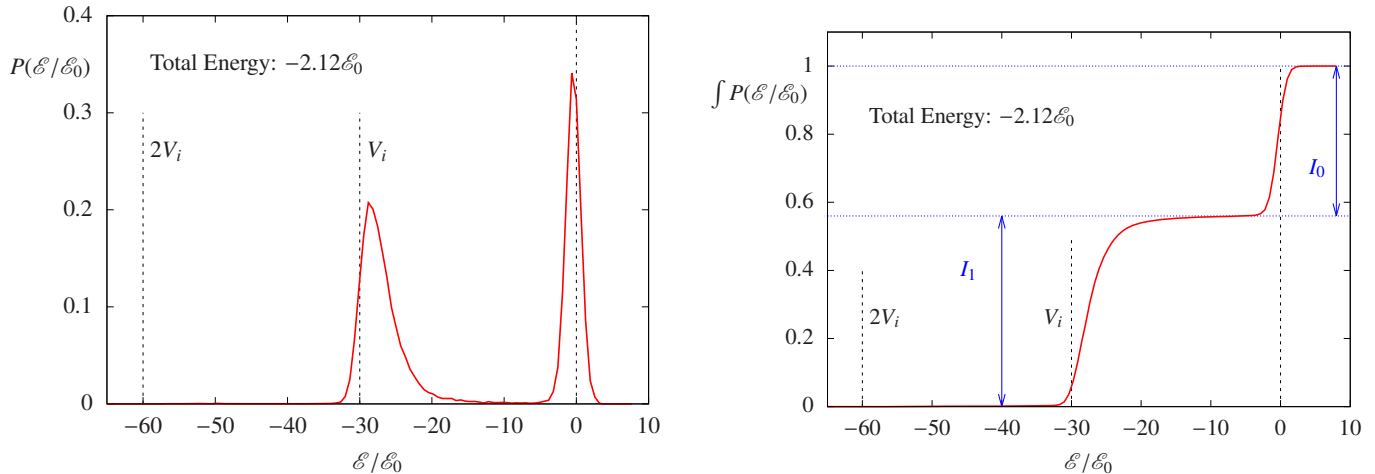 0.4
P(ℰ/ℰ₀)
Total Energy: −2.12ℰ₀
0.3
2Vᵢ
Vᵢ
0.2
0.1
0
−60 −50 −40 −30 −20 −10 0 10
ℰ/ℰ₀
1
∫ P(ℰ/ℰ₀)
Total Energy: −2.12ℰ₀
0.8
I₀
0.6
I₁
0.4
2Vᵢ
Vᵢ
0.2
0
−60 −50 −40 −30 −20 −10 0 10
ℰ/ℰ₀